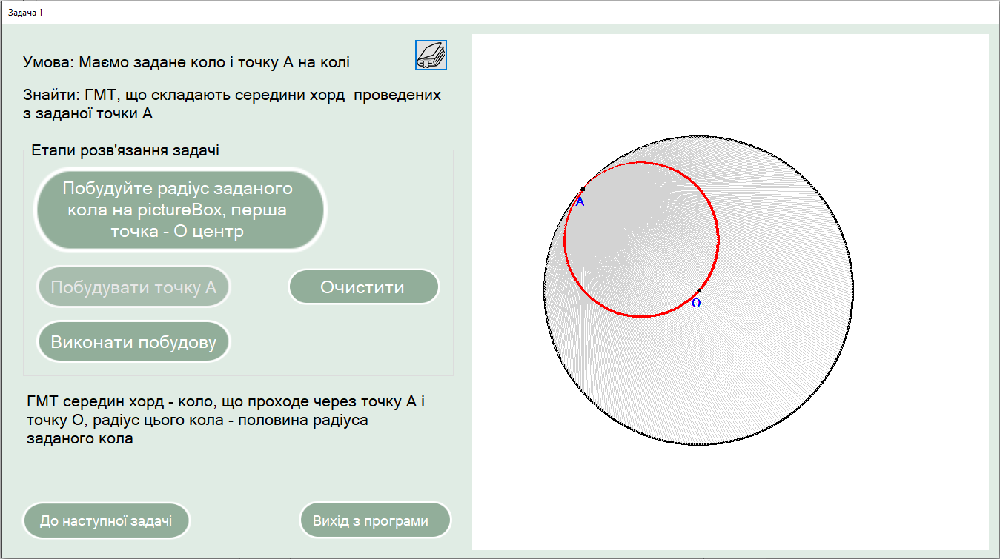 Задача 1
Умова: Маємо задане коло і точку А на колі
Знайти: ГМТ, що складають середини хорд  проведених
з заданої точки А
Етапи розв'язання задачі
Побудуйте радіус заданого
кола на pictureBox, перша
точка - О центр
Побудувати точку А
Очистити
Виконати побудову
ГМТ середин хорд - коло, що проходе через точку А і
точку О, радіус цього кола - половина радіуса
заданого кола
До наступної задачі
Вихід з програми
А
О